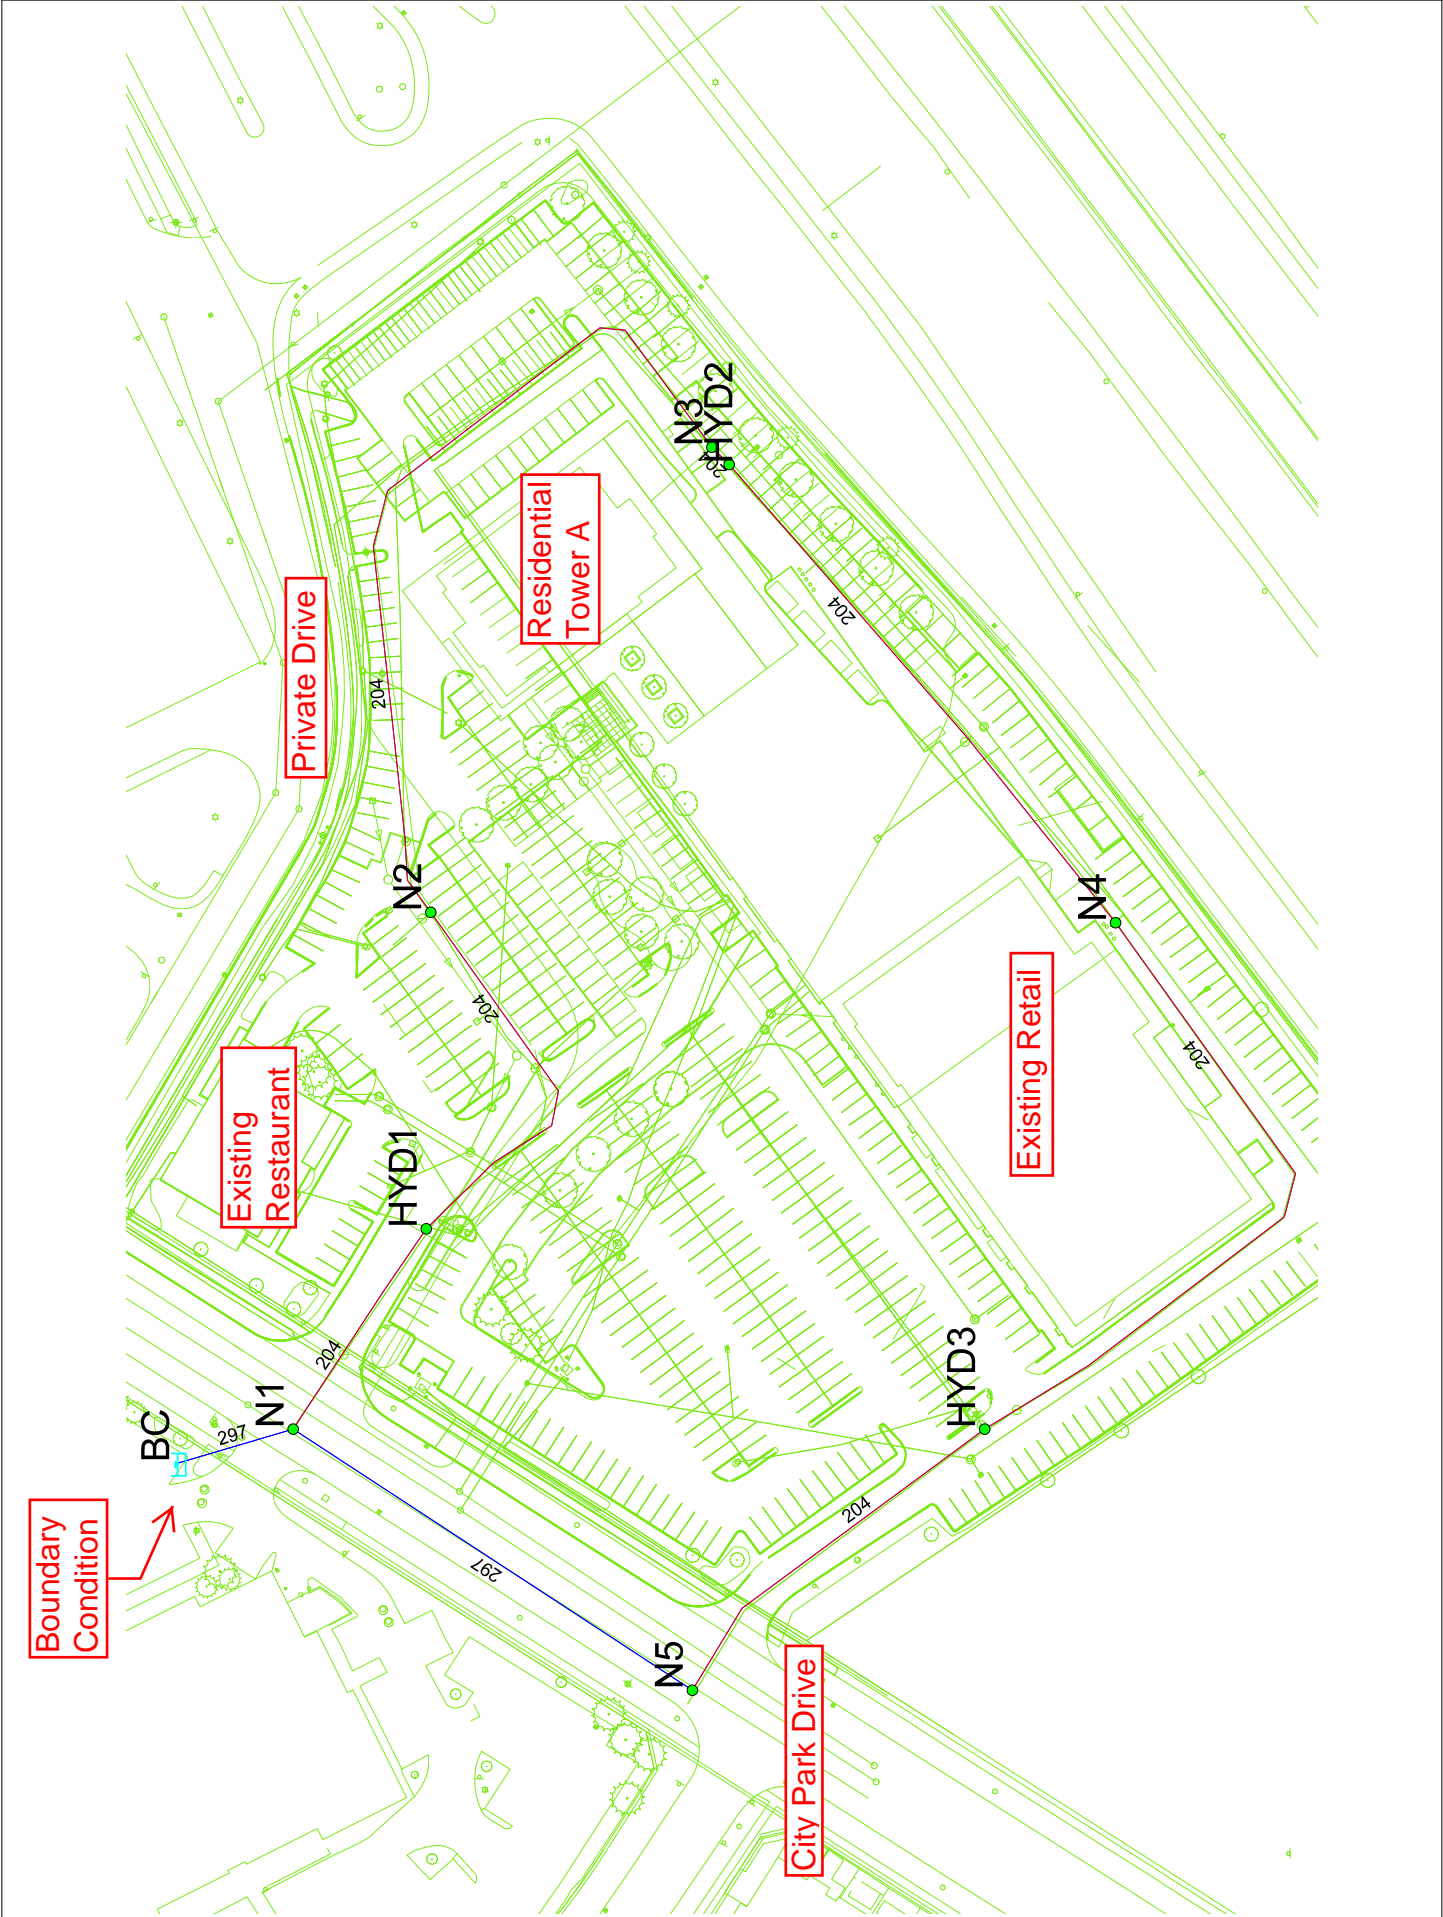 Boundary
Condition
BC
297
N1
204
Existing
Restaurant
HYD1
Private Drive
204
N2
204
Residential
Tower A
N3
HYD2
204
204
N4
Existing Retail
204
HYD3
204
297
N5
City Park Drive